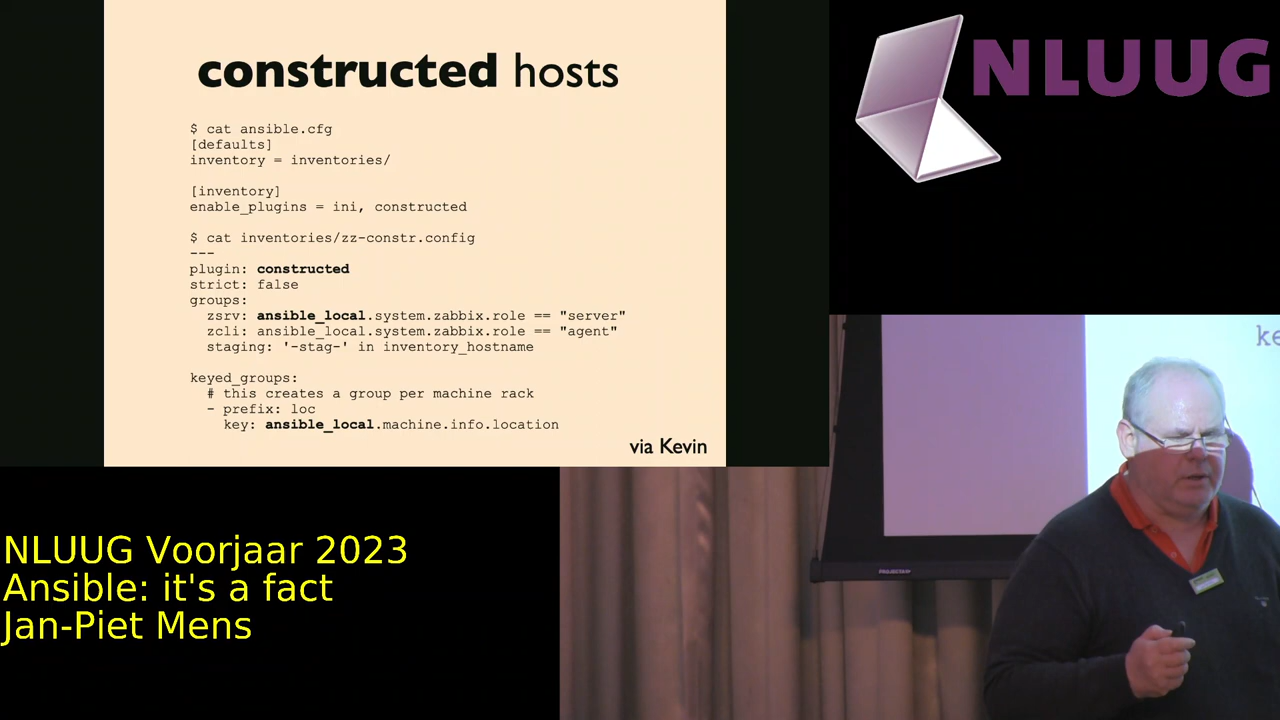 constructed hosts
$ cat ansible.cfg
[defaults]
inventory = inventories/
[inventory]
enable_plugins = ini, constructed
$ cat inventories/zz-constr.config
---
plugin: constructed
strict: false
groups:
  zsrv: ansible_local.system.zabbix.role == "server"
  zcli: ansible_local.system.zabbix.role == "agent"
  staging: '-stag-' in inventory_hostname
keyed_groups:
  # this creates a group per machine rack
  - prefix: loc
    key: ansible_local.machine.info.location
via Kevin
NLUUG
ke
PROJECTA
NLUUG Voorjaar 2023
Ansible: it's a fact
Jan-Piet Mens